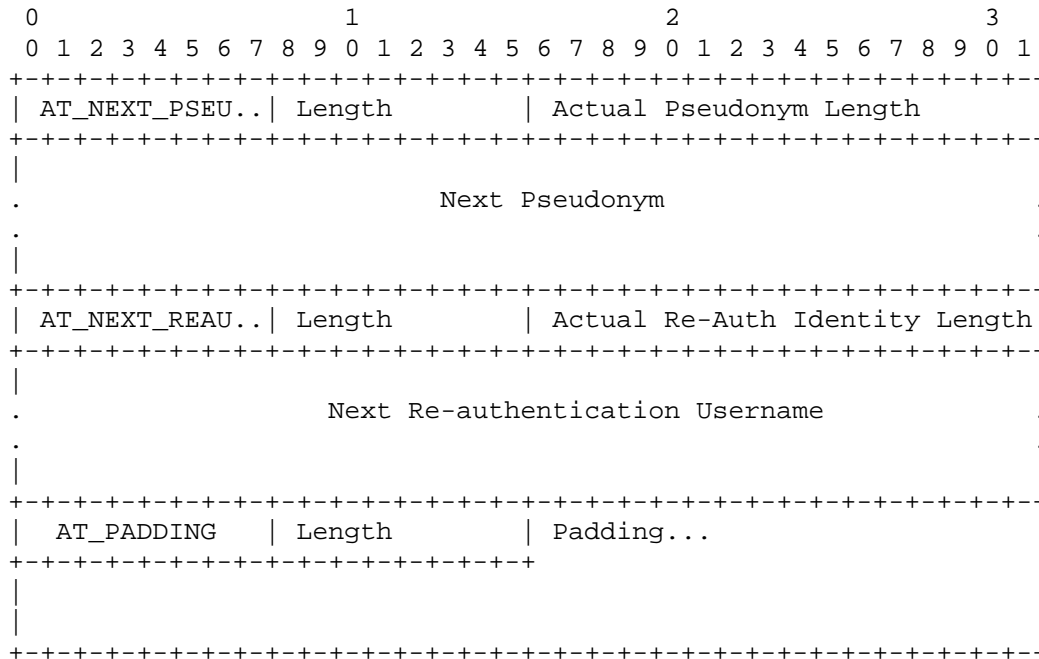 0                   1                   2                   3
0 1 2 3 4 5 6 7 8 9 0 1 2 3 4 5 6 7 8 9 0 1 2 3 4 5 6 7 8 9 0 1
+-+-+-+-+-+-+-+-+-+-+-+-+-+-+-+-+-+-+-+-+-+-+-+-+-+-+-+-+-+-+-+--
| AT_NEXT_PSEU..| Length        | Actual Pseudonym Length
+-+-+-+-+-+-+-+-+-+-+-+-+-+-+-+-+-+-+-+-+-+-+-+-+-+-+-+-+-+-+-+--
|
.                          Next Pseudonym                       .
.                                                               .
|
+-+-+-+-+-+-+-+-+-+-+-+-+-+-+-+-+-+-+-+-+-+-+-+-+-+-+-+-+-+-+-+--
| AT_NEXT_REAU..| Length        | Actual Re-Auth Identity Length
+-+-+-+-+-+-+-+-+-+-+-+-+-+-+-+-+-+-+-+-+-+-+-+-+-+-+-+-+-+-+-+--
|
.                   Next Re-authentication Username             .
.                                                               .
|
+-+-+-+-+-+-+-+-+-+-+-+-+-+-+-+-+-+-+-+-+-+-+-+-+-+-+-+-+-+-+-+--
|  AT_PADDING   | Length        | Padding...
+-+-+-+-+-+-+-+-+-+-+-+-+-+-+-+-+
|
|
+-+-+-+-+-+-+-+-+-+-+-+-+-+-+-+-+-+-+-+-+-+-+-+-+-+-+-+-+-+-+-+--